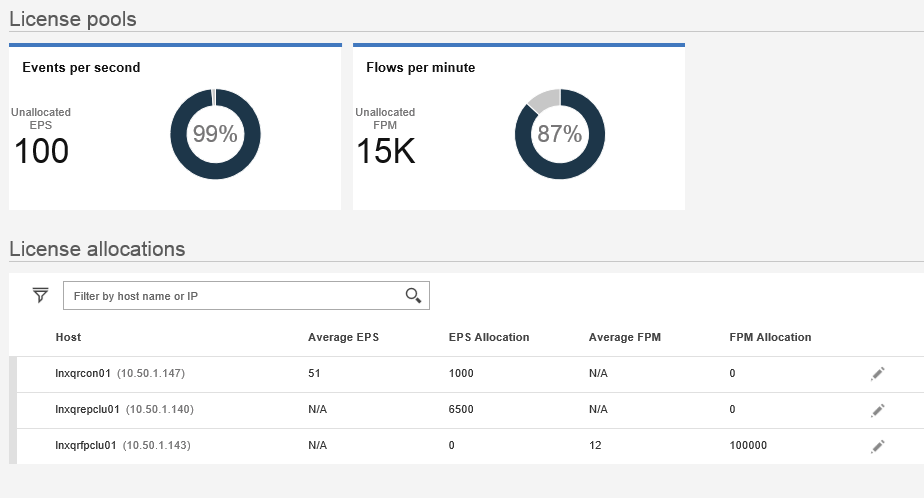 License pools
Events per second
Unallocated
EPS
100
99%
Flows per minute
Unallocated
FPM
15K
87%
License allocations
Filter by host name or IP
Host Average EPS EPS Allocation Average FPM FPM Allocation
lnxqrcon01 (10.50.1.147) 51 1000 N/A 0
lnxqrepclu01 (10.50.1.140) N/A 6500 N/A 0
lnxqrfpclu01 (10.50.1.143) N/A 0 12 100000